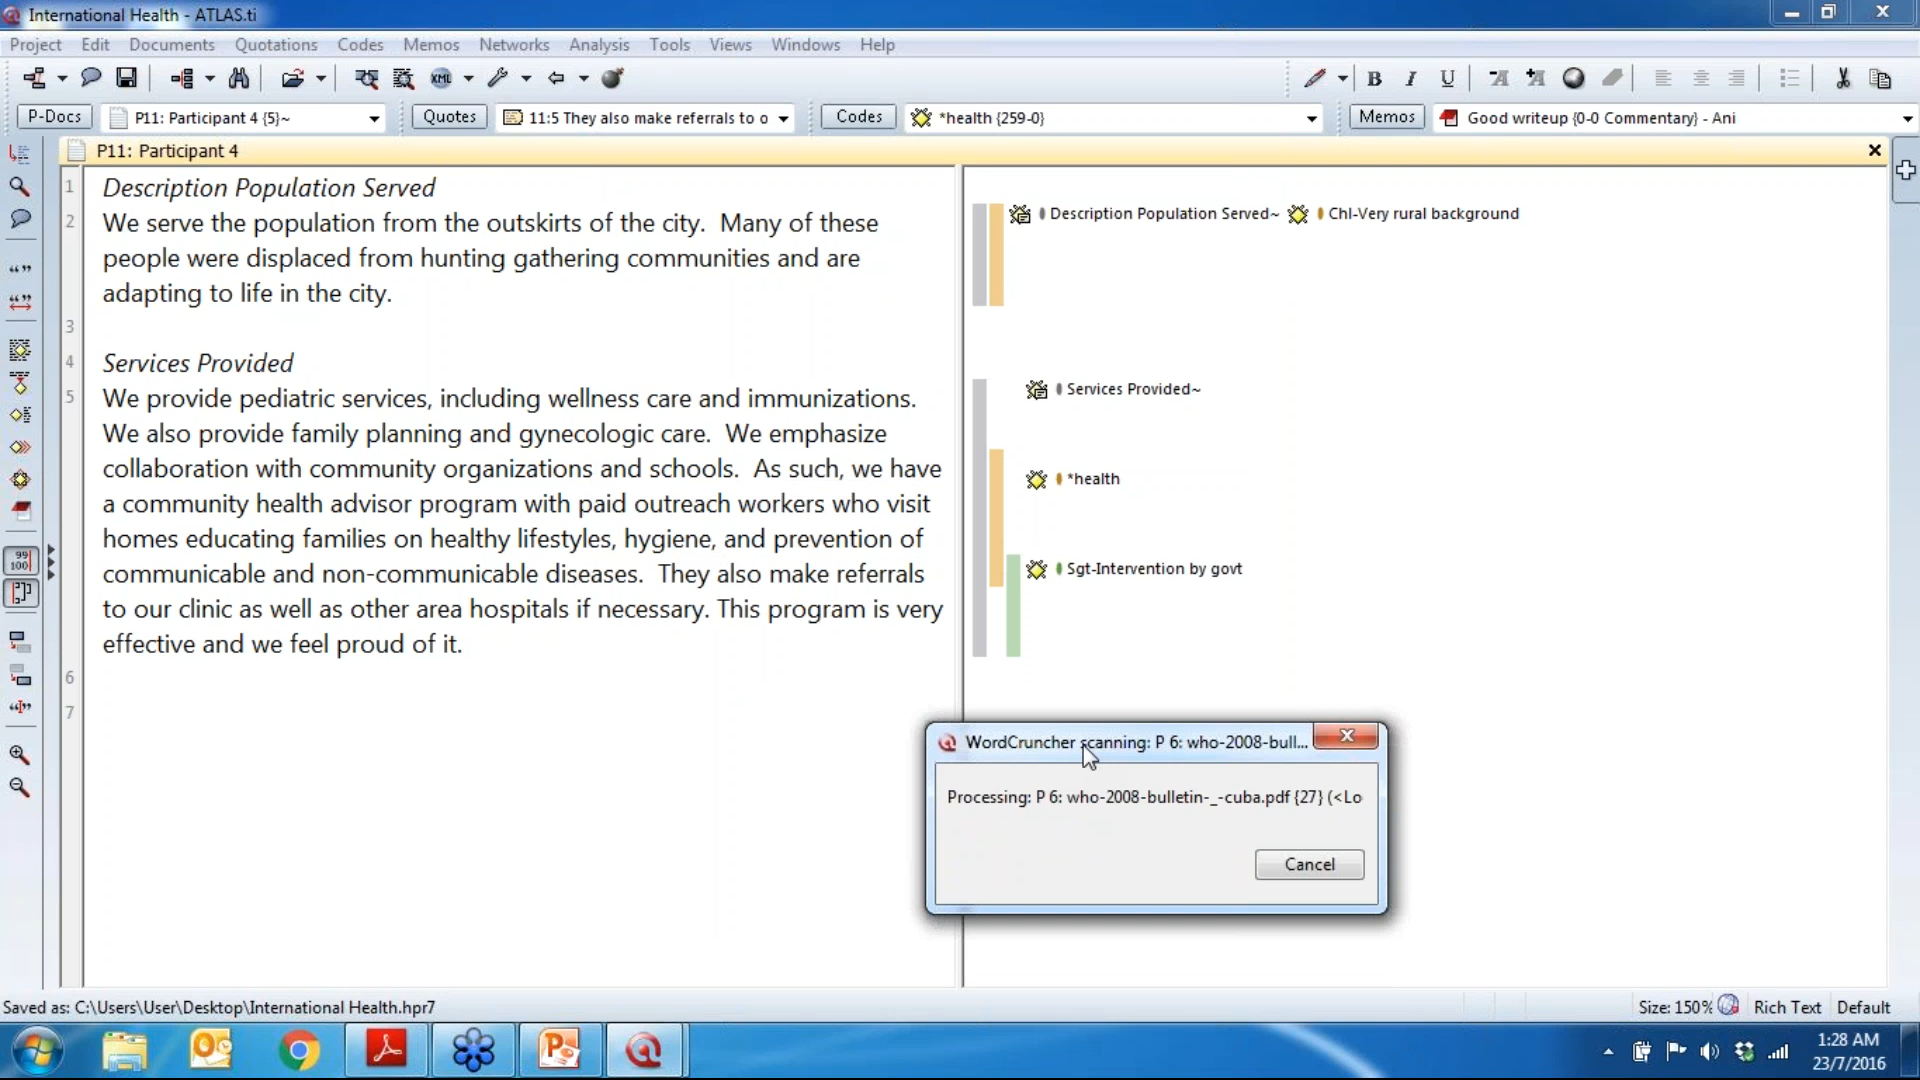 International Health - ATLAS.ti
Project Edit Documents Quotations Codes Memos Networks Analysis Tools Views Windows Help
XML B I U A A
P-Docs P11: Participant 4 {5}~ Quotes 11:5 They also make referrals to o Codes *health {259-0} Memos Good writeup {0-0 Commentary} - Ani
P11: Participant 4
1 Description Population Served
2 We serve the population from the outskirts of the city. Many of these
people were displaced from hunting gathering communities and are
adapting to life in the city.
3
4 Services Provided
5 We provide pediatric services, including wellness care and immunizations.
We also provide family planning and gynecologic care. We emphasize
collaboration with community organizations and schools. As such, we have
a community health advisor program with paid outreach workers who visit
homes educating families on healthy lifestyles, hygiene, and prevention of
communicable and non-communicable diseases. They also make referrals
to our clinic as well as other area hospitals if necessary. This program is very
effective and we feel proud of it.
6
7
Description Population Served~ Chl-Very rural background
Services Provided~
*health
Sgt-Intervention by govt
99
100
WordCruncher scanning: P 6: who-2008-bull...
Processing: P 6: who-2008-bulletin-_-cuba.pdf {27} (<Lo
Cancel
Saved as: C:\Users\User\Desktop\International Health.hpr7
Size: 150% Rich Text Default
1:28 AM
23/7/2016